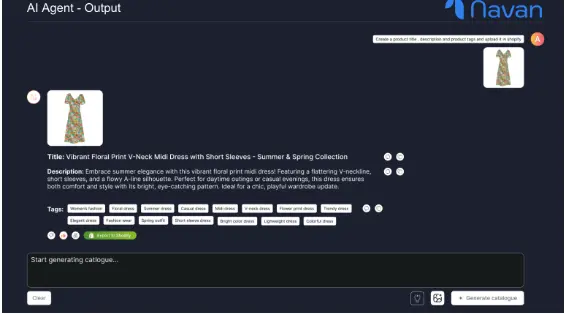 AI Agent - Output
navan
Create a product title , description and product tags and upload it in shopify
A
Title: Vibrant Floral Print V-Neck Midi Dress with Short Sleeves - Summer & Spring Collection
Description: Embrace summer elegance with this vibrant floral print midi dress! Featuring a flattering V-neckline,
short sleeves, and a flowy A-line silhouette. Perfect for daytime outings or casual evenings, this dress ensures
both comfort and style with its bright, eye-catching pattern. Ideal for a chic, playful wardrobe update.
Tags: Women's fashion Floral dress Summer dress Casual dress Midi dress V-neck dress Flower print dress Trendy dress
Elegant dress Fashion wear Spring outfit Short sleeve dress Bright color dress Lightweight dress Colorful dress
Export to Shopify
Start generating catlogue...
Clear
Generate catalogue